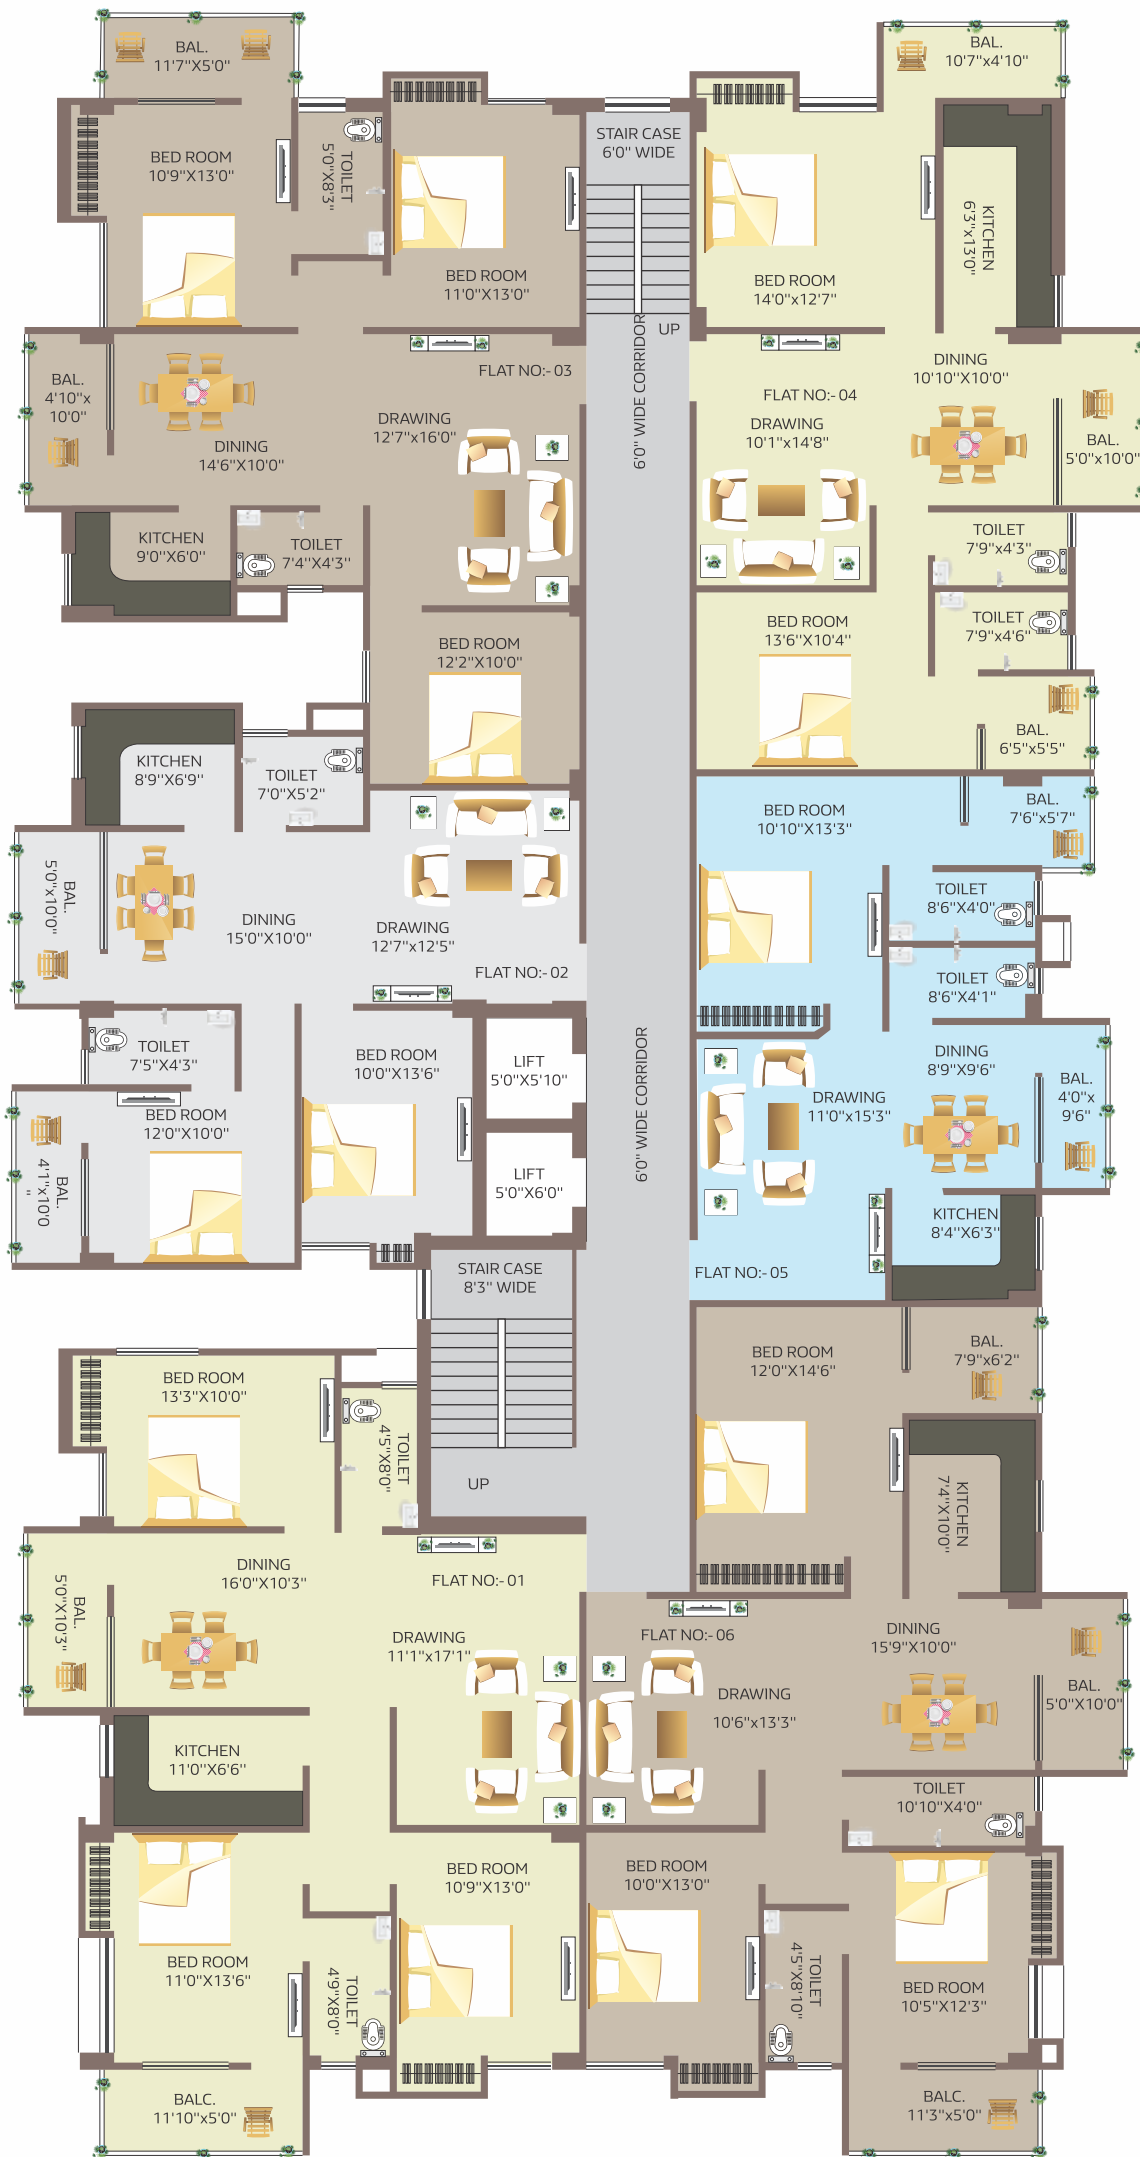 BAL.
11'7"X5'0"
BED ROOM
10'9"X13'0"
TOILET
5'0"X8'3"
BED ROOM
11'0"X13'0"
STAIR CASE
6'0" WIDE
UP
6'0" WIDE CORRIDOR
BAL.
10'7"x4'10"
KITCHEN
6'3"x13'0"
BED ROOM
14'0"x12'7"
FLAT NO:- 03
BAL.
4'10"x
10'0"
DINING
14'6"X10'0"
DRAWING
12'7"x16'0"
KITCHEN
9'0"X6'0"
TOILET
7'4"X4'3"
BED ROOM
12'2"X10'0"
DINING
10'10"X10'0"
FLAT NO:- 04
DRAWING
10'1"x14'8"
BAL.
5'0"x10'0"
TOILET
7'9"x4'3"
TOILET
7'9"x4'6"
BED ROOM
13'6"X10'4"
BAL.
6'5"x5'5"
KITCHEN
8'9"X6'9"
TOILET
7'0"X5'2"
BAL.
5'0"x10'0"
DINING
15'0"X10'0"
DRAWING
12'7"x12'5"
FLAT NO:- 02
TOILET
7'5"X4'3"
BED ROOM
10'0"X13'6"
BED ROOM
12'0"X10'0"
BAL.
4'1"x10'0
"
LIFT
5'0"X5'10"
LIFT
5'0"X6'0"
6'0" WIDE CORRIDOR
BED ROOM
10'10"X13'3"
BAL.
7'6"x5'7"
TOILET
8'6"X4'0"
TOILET
8'6"X4'1"
DINING
8'9"X9'6"
DRAWING
11'0"x15'3"
BAL.
4'0"x
9'6"
KITCHEN
8'4"X6'3"
FLAT NO:- 05
STAIR CASE
8'3" WIDE
UP
BED ROOM
13'3"X10'0"
TOILET
4'5"X8'0"
DINING
16'0"X10'3"
FLAT NO:- 01
BAL.
5'0"X10'3"
DRAWING
11'1"x17'1"
KITCHEN
11'0"X6'6"
BED ROOM
10'9"X13'0"
BED ROOM
11'0"X13'6"
TOILET
4'9"X8'0"
BALC.
11'10"x5'0"
BED ROOM
12'0"X14'6"
BAL.
7'9"x6'2"
KITCHEN
7'4"X10'0"
FLAT NO:- 06
DINING
15'9"X10'0"
DRAWING
10'6"x13'3"
BAL.
5'0"X10'0"
TOILET
10'10"X4'0"
BED ROOM
10'0"X13'0"
TOILET
4'5"X8'10"
BED ROOM
10'5"X12'3"
BALC.
11'3"x5'0"